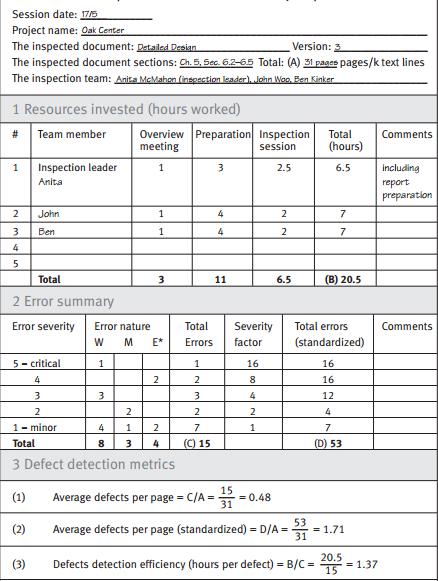 Session date: 17/5
Project name: Oak Center
The inspected document: Detailed Design Version: 3
The inspected document sections: Ch. 5, Sec. 6.2–6.5 Total: (A) 31 pages pages/k text lines
The inspection team: Anita McMahon (inspection leader), John Woo, Ben Kinker
1 Resources invested (hours worked)
# Team member Overview meeting Preparation Inspection session Total (hours) Comments
1 Inspection leader Anita 1 3 2.5 6.5 including report preparation
2 John 1 4 2 7
3 Ben 1 4 2 7
4
5
Total 3 11 6.5 (B) 20.5
2 Error summary
Error severity Error nature Total Errors Severity factor Total errors (standardized) Comments
W M E*
5 – critical 1 1 16 16
4 2 2 8 16
3 3 3 4 12
2 2 2 2 4
1 – minor 4 1 2 7 1 7
Total 8 3 4 (C) 15 (D) 53
3 Defect detection metrics
(1) Average defects per page = C/A = 15/31 = 0.48
(2) Average defects per page (standardized) = D/A = 53/31 = 1.71
(3) Defects detection efficiency (hours per defect) = B/C = 20.5/15 = 1.37